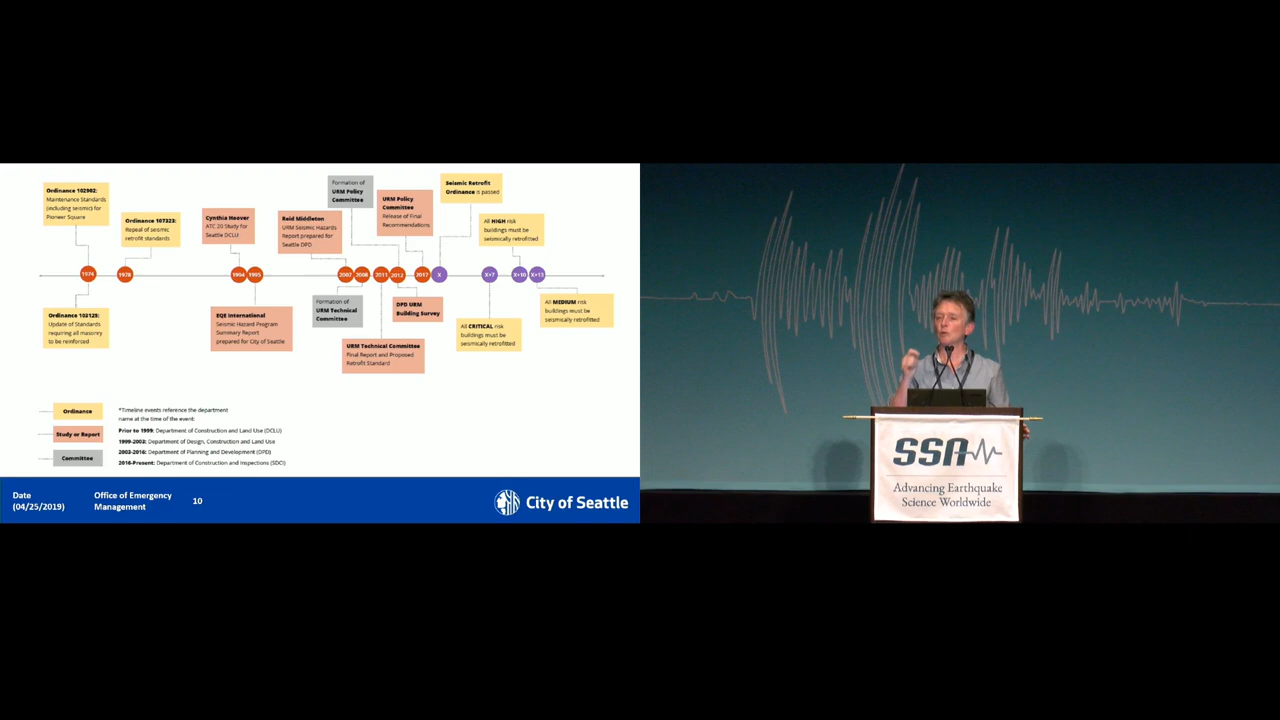 Ordinance 102902:
Maintenance Standards
(including seismic) for
Pioneer Square
Ordinance 107323:
Repeal of seismic
retrofit standards
Cynthia Hoover
ATC 20 Study for
Seattle DCLU
Reid Middleton
URM Seismic Hazards
Report prepared for
Seattle DPD
Formation of
URM Policy
Committee
URM Policy
Committee
Release of Final
Recommendations
Seismic Retrofit
Ordinance is passed
All HIGH risk
buildings must be
seismically retrofitted
1974
1978
1994
1995
2007
2008
2011
2012
2017
X
X+7
X+10
X+13
Ordinance 103129:
Update of Standards
requiring all masonry
to be reinforced
EQE International
Seismic Hazard Program
Summary Report
prepared for City of Seattle
Formation of
URM Technical
Committee
URM Technical Committee
Final Report and Proposed
Retrofit Standard
DPD URM
Building Survey
All CRITICAL risk
buildings must be
seismically retrofitted
All MEDIUM risk
buildings must be
seismically retrofitted
Ordinance
Study or Report
Committee
*Timeline events reference the department
name at the time of the event:
Prior to 1999: Department of Construction and Land Use (DCLU)
1999-2003: Department of Design, Construction and Land Use
2003-2016: Department of Planning and Development (DPD)
2016-Present: Department of Construction and Inspections (SDCI)
Date
(04/25/2019)
Office of Emergency
Management
10
City of Seattle
SSA
Advancing Earthquake
Science Worldwide